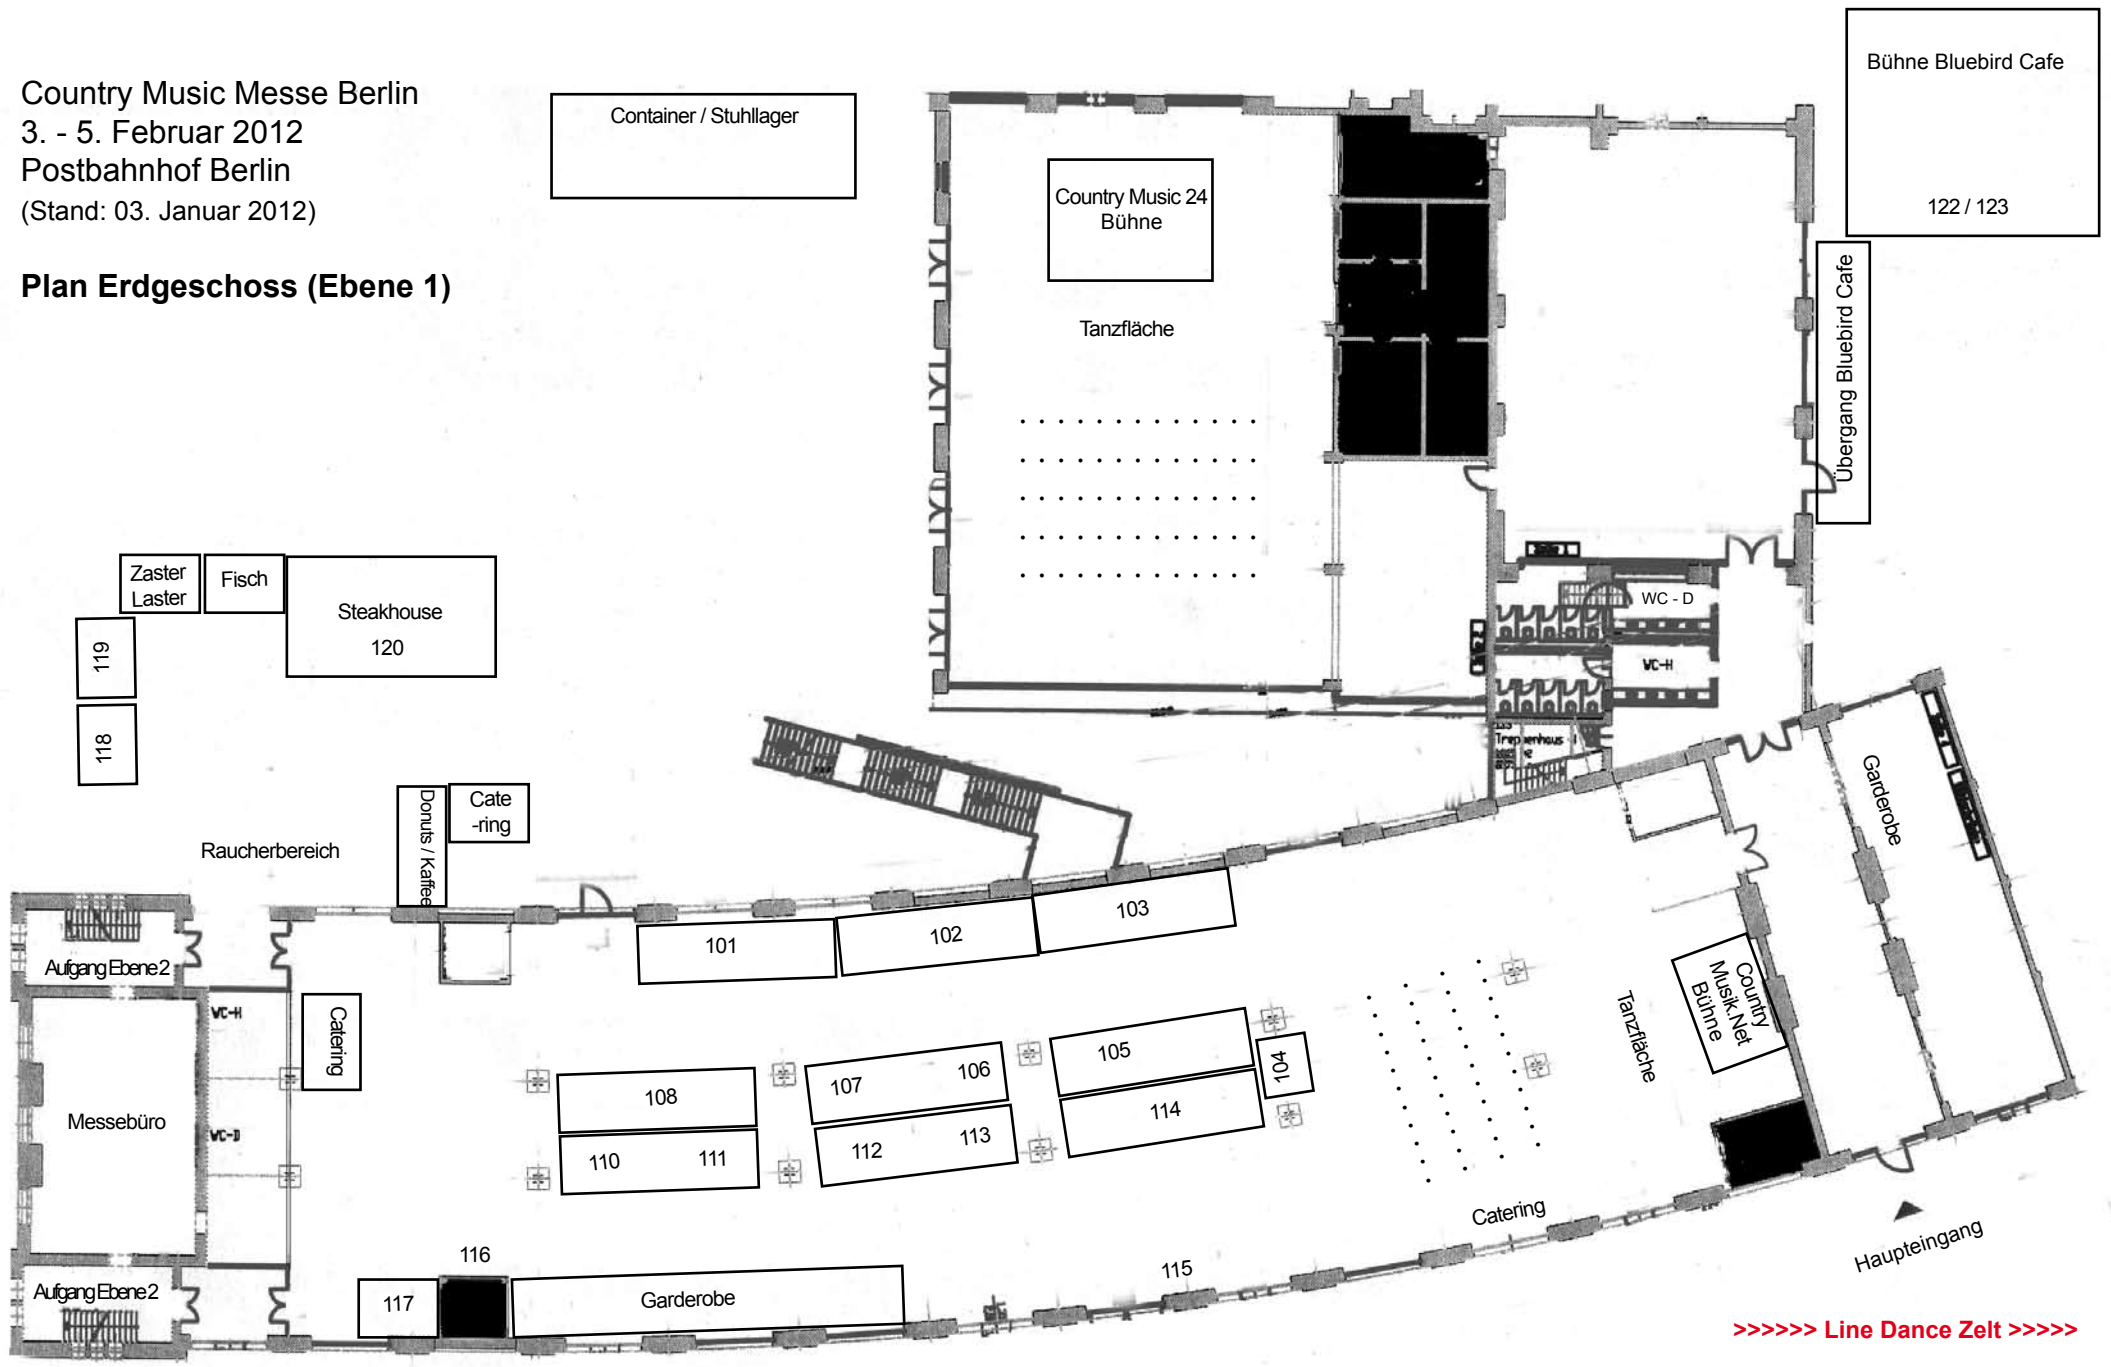 Country Music Messe Berlin
3. - 5. Februar 2012
Postbahnhof Berlin
(Stand: 03. Januar 2012)
Plan Erdgeschoss (Ebene 1)
Container / Stuhllager
Country Music 24
Bühne
Tanzfläche
Bühne Bluebird Cafe
122 / 123
Übergang Bluebird Cafe
Zaster
Laster
Fisch
Steakhouse
120
119
118
WC - D
WC-H
Treppenhaus
Garderobe
Donuts / Kaffee
Cate
-ring
Raucherbereich
Aufgang Ebene 2
WC-H
Catering
Messebüro
WC-D
Aufgang Ebene 2
101
102
103
104
105
106
107
108
110
111
112
113
114
Tanzfläche
Country
Musik.Net
Bühne
Catering
115
116
117
Garderobe
Haupteingang
>>>>>> Line Dance Zelt >>>>>